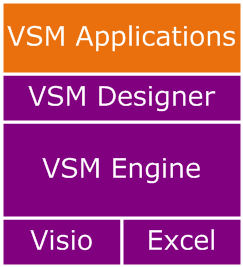 VSM Applications
VSM Designer
VSM Engine
Visio Excel